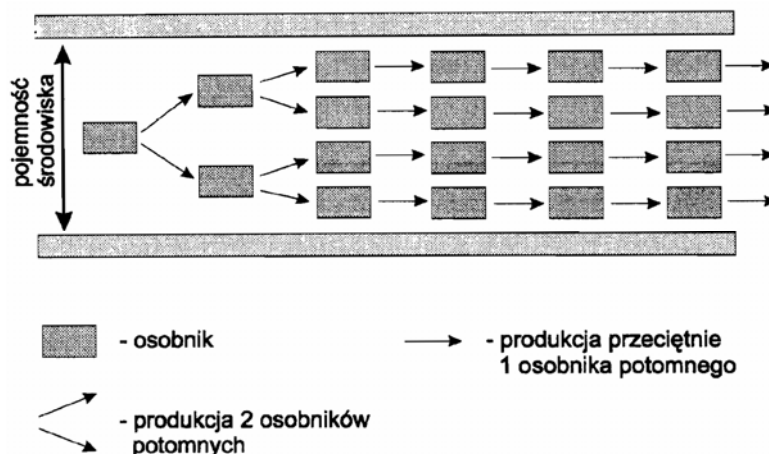 pojemność
środowiska
- osobnik
- produkcja przeciętnie
1 osobnika potomnego
- produkcja 2 osobników
potomnych